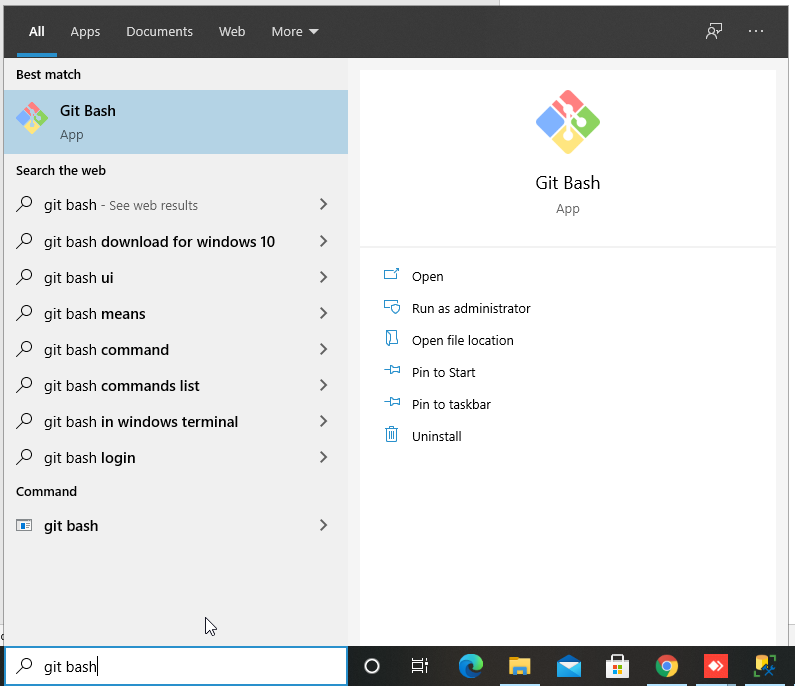 All Apps Documents Web More
Best match
Git Bash
App
Search the web
git bash - See web results
git bash download for windows 10
git bash ui
git bash means
git bash command
git bash commands list
git bash in windows terminal
git bash login
Command
git bash
Git Bash
App
Open
Run as administrator
Open file location
Pin to Start
Pin to taskbar
Uninstall
git bash